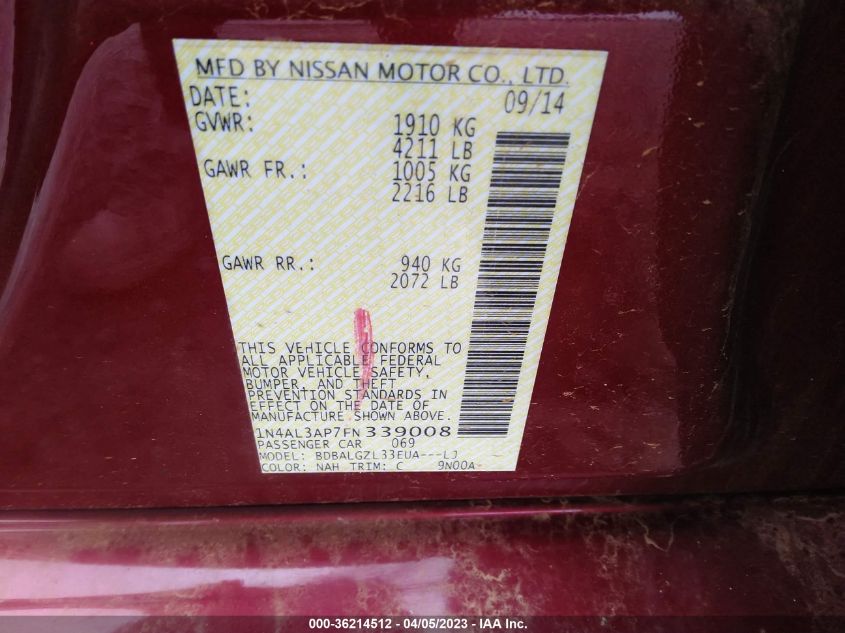 MFD BY NISSAN MOTOR CO., LTD.
DATE: 09/14
GVWR: 1910 KG
4211 LB
GAWR FR.: 1005 KG
2216 LB
GAWR RR.: 940 KG
2072 LB
THIS VEHICLE CONFORMS TO
ALL APPLICABLE FEDERAL
MOTOR VEHICLE SAFETY,
BUMPER, AND THEFT
PREVENTION STANDARDS IN
EFFECT ON THE DATE OF
MANUFACTURE SHOWN ABOVE.
1N4AL3AP7FN 339008
PASSENGER CAR 069
MODEL: BDBALGZL33EUA---LJ
COLOR: NAH TRIM: C 9N00A
000-36214512 - 04/05/2023 - IAA Inc.